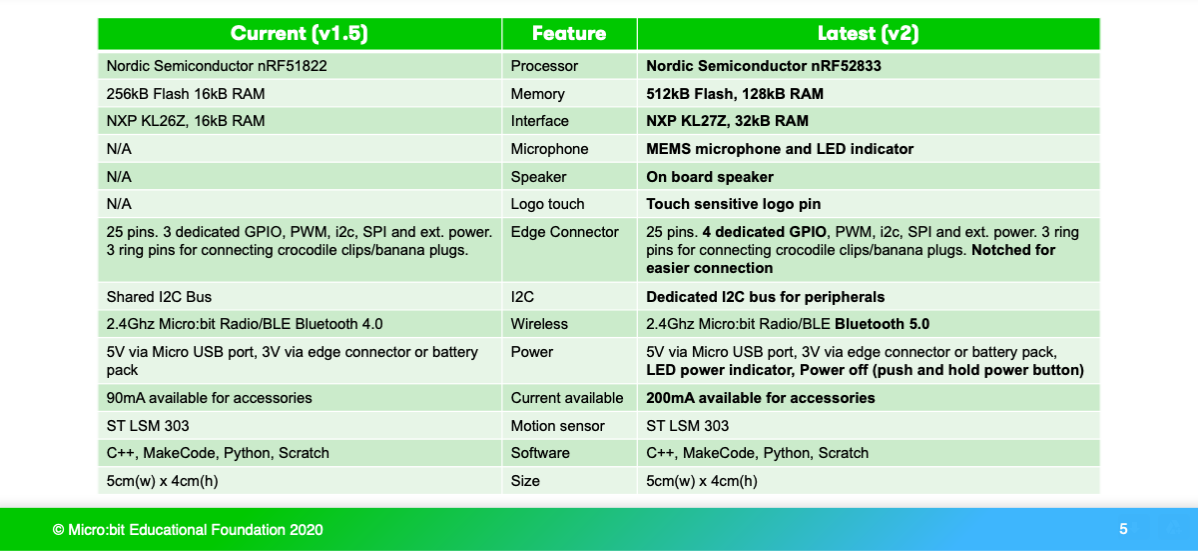 Current (v1.5) Feature Latest (v2)
Nordic Semiconductor nRF51822 Processor Nordic Semiconductor nRF52833
256kB Flash 16kB RAM Memory 512kB Flash, 128kB RAM
NXP KL26Z, 16kB RAM Interface NXP KL27Z, 32kB RAM
N/A Microphone MEMS microphone and LED indicator
N/A Speaker On board speaker
N/A Logo touch Touch sensitive logo pin
25 pins. 3 dedicated GPIO, PWM, i2c, SPI and ext. power.
3 ring pins for connecting crocodile clips/banana plugs.
Edge Connector
25 pins. 4 dedicated GPIO, PWM, i2c, SPI and ext. power. 3 ring
pins for connecting crocodile clips/banana plugs. Notched for
easier connection
Shared I2C Bus I2C Dedicated I2C bus for peripherals
2.4Ghz Micro:bit Radio/BLE Bluetooth 4.0 Wireless 2.4Ghz Micro:bit Radio/BLE Bluetooth 5.0
5V via Micro USB port, 3V via edge connector or battery
pack
Power
5V via Micro USB port, 3V via edge connector or battery pack,
LED power indicator, Power off (push and hold power button)
90mA available for accessories Current available 200mA available for accessories
ST LSM 303 Motion sensor ST LSM 303
C++, MakeCode, Python, Scratch Software C++, MakeCode, Python, Scratch
5cm(w) x 4cm(h) Size 5cm(w) x 4cm(h)
© Micro:bit Educational Foundation 2020 5